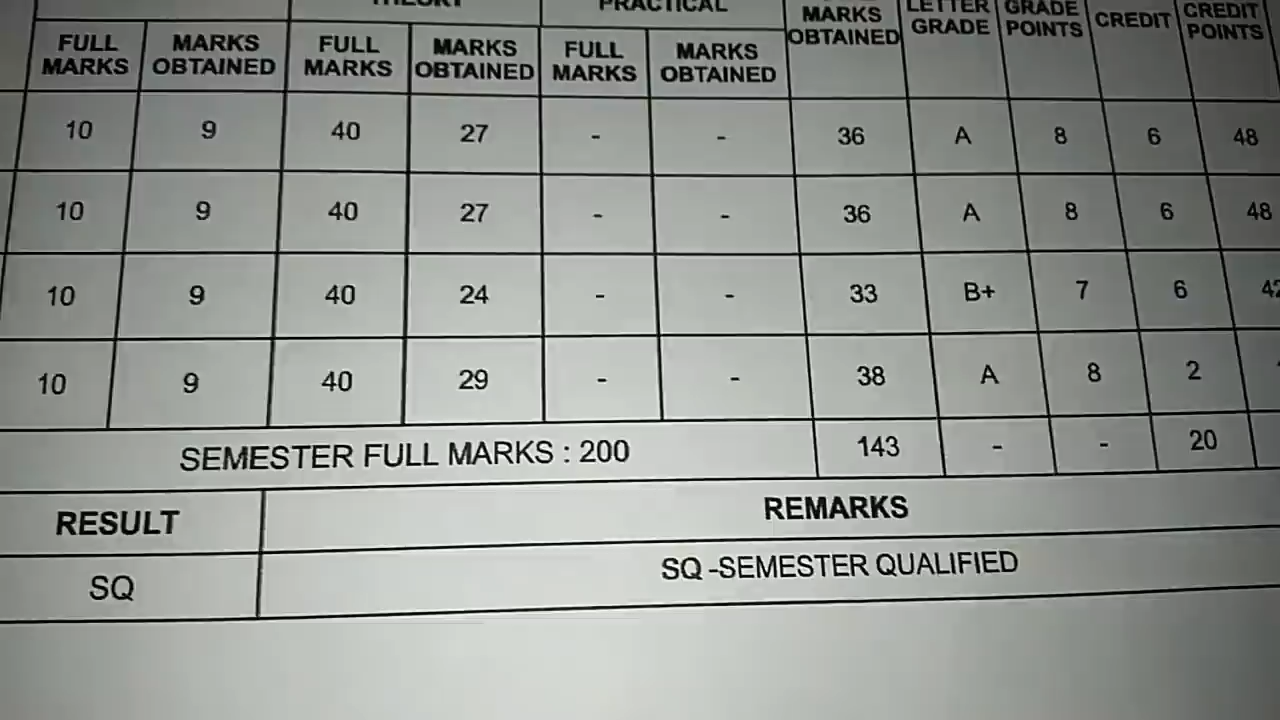 PRACTICAL
MARKS OBTAINED LETTER GRADE GRADE POINTS CREDIT CREDIT POINTS
FULL MARKS MARKS OBTAINED FULL MARKS MARKS OBTAINED FULL MARKS MARKS OBTAINED
10 9 40 27 - - 36 A 8 6 48
10 9 40 27 - - 36 A 8 6 48
10 9 40 24 - - 33 B+ 7 6 42
10 9 40 29 - - 38 A 8 2
SEMESTER FULL MARKS : 200 143 - - 20
RESULT REMARKS
SQ SQ -SEMESTER QUALIFIED